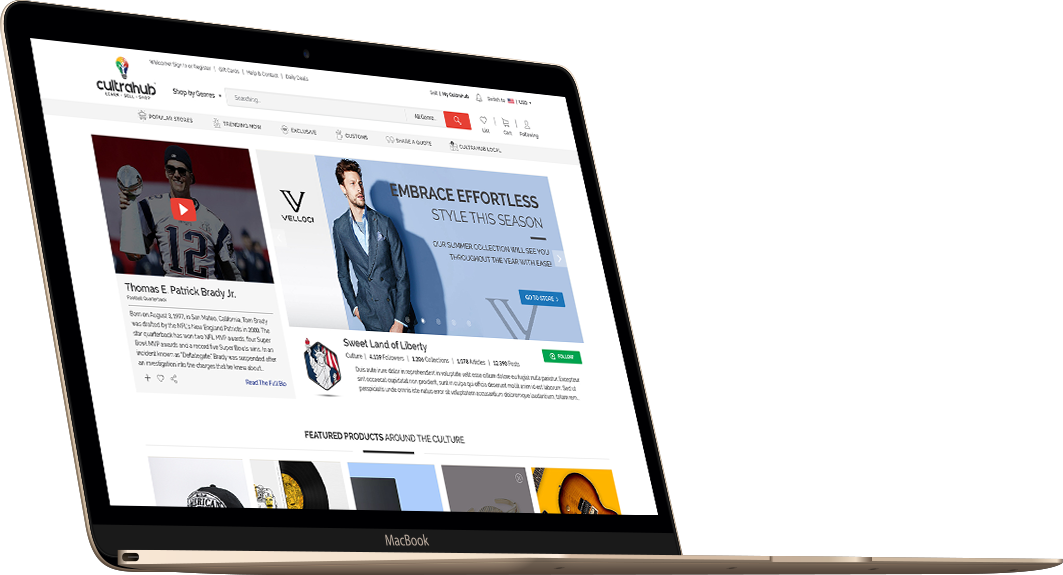 Welcome! Sign In or Register | Gift Cards | Help & Contact | Daily Deals
Sell | My Cultrahub
Switch to | USD
cultrahub
LEARN • SELL • SHOP
Shop by Genres
Searching...
All Genre
List
Cart
Following
POPULAR STORES
TRENDING NOW
EXCLUSIVE
CUSTOMS
SHARE A QUOTE
CULTRAHUB LOCAL
12
VELLOCI
EMBRACE EFFORTLESS
STYLE THIS SEASON
OUR SUMMER COLLECTION WILL SEE YOU
THROUGHOUT THE YEAR WITH EASE!
GO TO STORE
Thomas E. Patrick Brady Jr.
Football Quarterback
Born on August 3, 1977, in San Mateo, California, Tom Brady
was drafted by the NFL's New England Patriots in 2000. The
star quarterback has won two NFL MVP awards, four Super
Bowl MVP awards and a record five Super Bowls wins. In an
incident known as "Deflategate," Brady was suspended after
an investigation into the charges that he knew about...
Read The Full Bio
Sweet Land of Liberty
Culture | 4,119 Followers | 1,206 Collections | 1,178 Articles | 12,390 Posts
FOLLOW
Duis aute irure dolor in reprehenderit in voluptate velit esse cillum dolore eu fugiat nulla pariatur. Excepteur
sint occaecat cupidatat non proident, sunt in culpa qui officia deserunt mollit anim id est laborum. Sed ut
perspiciatis unde omnis iste natus error sit voluptatem accusantium doloremque laudantium, totam rem...
FEATURED PRODUCTS AROUND THE CULTURE
AMERICAN
MacBook